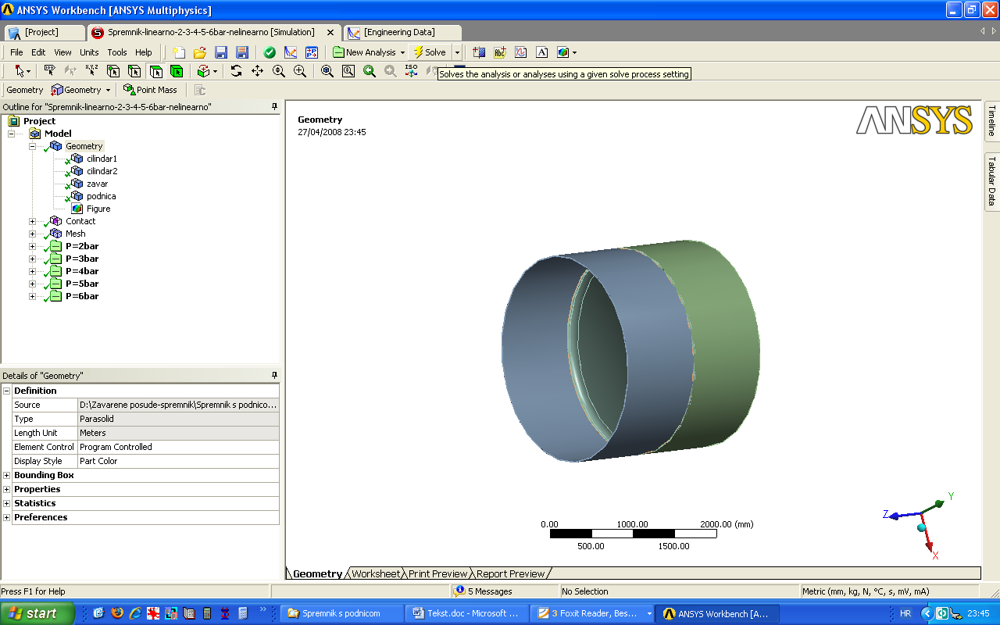 ANSYS Workbench [ANSYS Multiphysics]
[Project] Spremnik-linearno-2-3-4-5-6bar-nelinearno [Simulation] [Engineering Data]
File Edit View Units Tools Help New Analysis Solve A
ISO Solves the analysis or analyses using a given solve process setting
Geometry Geometry Point Mass
Outline for "Spremnik-linearno-2-3-4-5-6bar-nelinearno"
Project
Model
Geometry
cilindar1
cilindar2
zavar
podnica
Figure
Contact
Mesh
P=2bar
P=3bar
P=4bar
P=5bar
P=6bar
Details of "Geometry"
Definition
Source D:\Zavarene posude-spremnik\Spremnik s podnico...
Type Parasolid
Length Unit Meters
Element Control Program Controlled
Display Style Part Color
Bounding Box
Properties
Statistics
Preferences
Geometry
27/04/2008 23:45
ANSYS
Timeline
Tabular Data
0.00 1000.00 2000.00 (mm)
500.00 1500.00
Y
Z
X
Geometry Worksheet Print Preview Report Preview
Press F1 for Help 5 Messages No Selection Metric (mm, kg, N, °C, s, mV, mA)
start Spremnik s podnicom Tekst.doc - Microsoft ... 3 Foxit Reader, Bes... ANSYS Workbench [A... HR 23:45